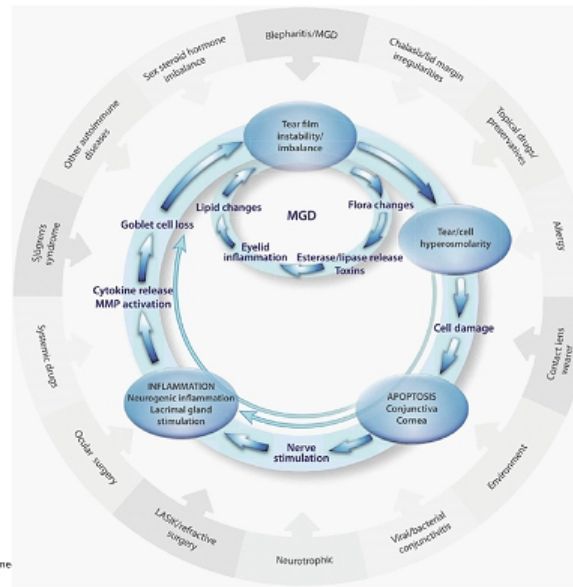 Blepharitis/MGD
Chalasis/lid margin
irregularities
Topical drugs/
preservatives
Allergy
Contact lens
wearer
Environment
Viral/bacterial
conjunctivitis
Neurotrophic
LASIK/refractive
surgery
Ocular surgery
Systemic drugs
Sjögren's
syndrome
Other autoimmune
diseases
Sex steroid hormone
imbalance
Tear film
instability/
imbalance
Tear/cell
hyperosmolarity
Cell damage
APOPTOSIS
Conjunctiva
Cornea
Nerve
stimulation
INFLAMMATION
Neurogenic inflammation
Lacrimal gland
stimulation
Cytokine release
MMP activation
Goblet cell loss
MGD
Flora changes
Esterase/lipase release
Toxins
Eyelid
inflammation
Lipid changes
me